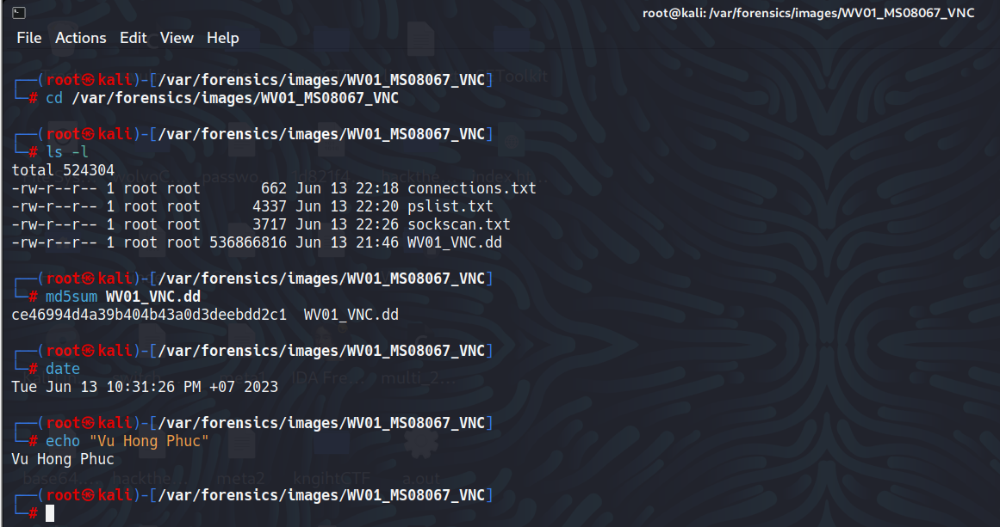 root@kali: /var/forensics/images/WV01_MS08067_VNC
File Actions Edit View Help
┌──(root㉿kali)-[/var/forensics/images/WV01_MS08067_VNC]
└─# cd /var/forensics/images/WV01_MS08067_VNC
┌──(root㉿kali)-[/var/forensics/images/WV01_MS08067_VNC]
└─# ls -l
total 524304
-rw-r--r-- 1 root root       662 Jun 13 22:18 connections.txt
-rw-r--r-- 1 root root      4337 Jun 13 22:20 pslist.txt
-rw-r--r-- 1 root root      3717 Jun 13 22:26 sockscan.txt
-rw-r--r-- 1 root root 536866816 Jun 13 21:46 WV01_VNC.dd
┌──(root㉿kali)-[/var/forensics/images/WV01_MS08067_VNC]
└─# md5sum WV01_VNC.dd
ce46994d4a39b404b43a0d3deebdd2c1  WV01_VNC.dd
┌──(root㉿kali)-[/var/forensics/images/WV01_MS08067_VNC]
└─# date
Tue Jun 13 10:31:26 PM +07 2023
┌──(root㉿kali)-[/var/forensics/images/WV01_MS08067_VNC]
└─# echo "Vu Hong Phuc"
Vu Hong Phuc
base64... hackthe... meta2 kngihtCTF a.out
┌──(root㉿kali)-[/var/forensics/images/WV01_MS08067_VNC]
└─#